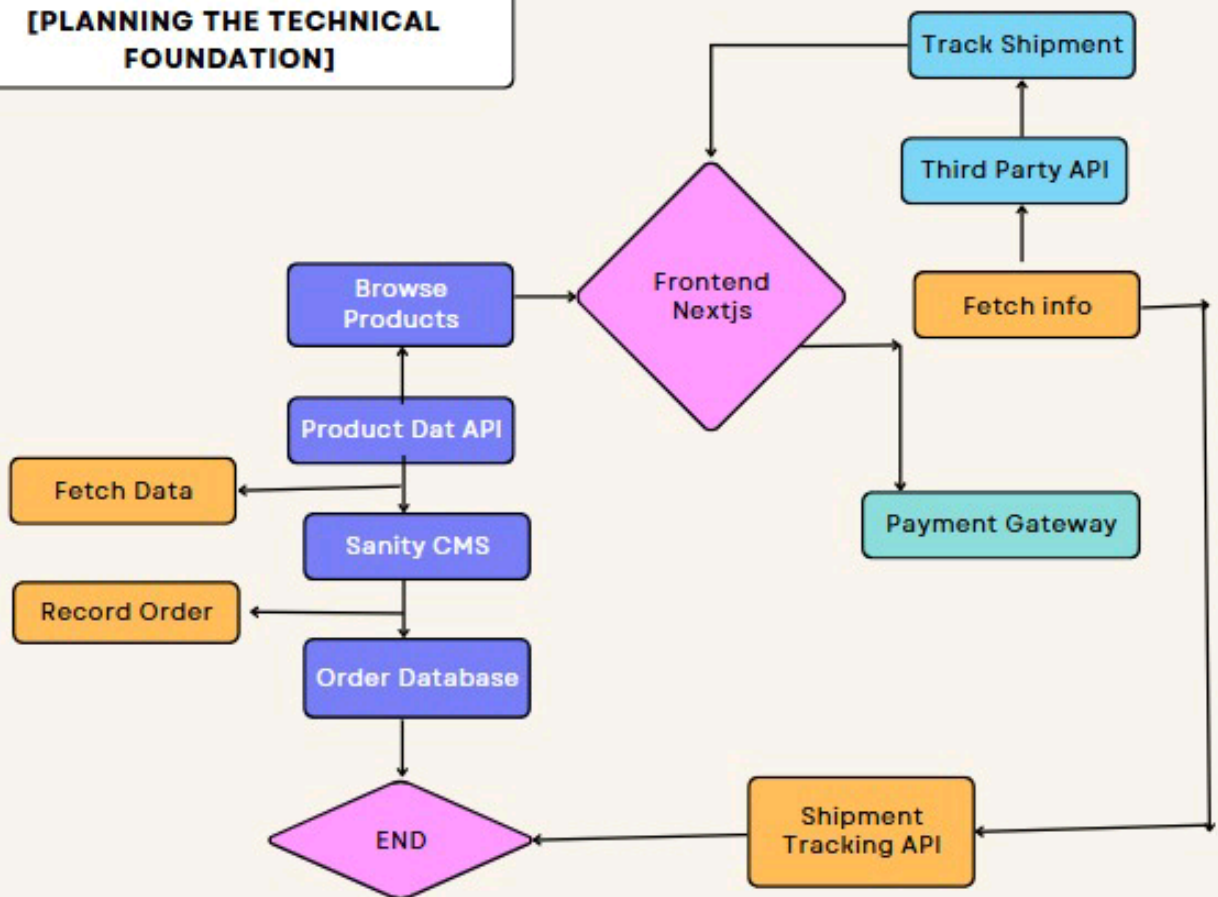 [PLANNING THE TECHNICAL
FOUNDATION]
Track Shipment
Third Party API
Fetch info
Frontend
Nextjs
Browse
Products
Product Dat API
Fetch Data
Sanity CMS
Payment Gateway
Record Order
Order Database
END
Shipment
Tracking API